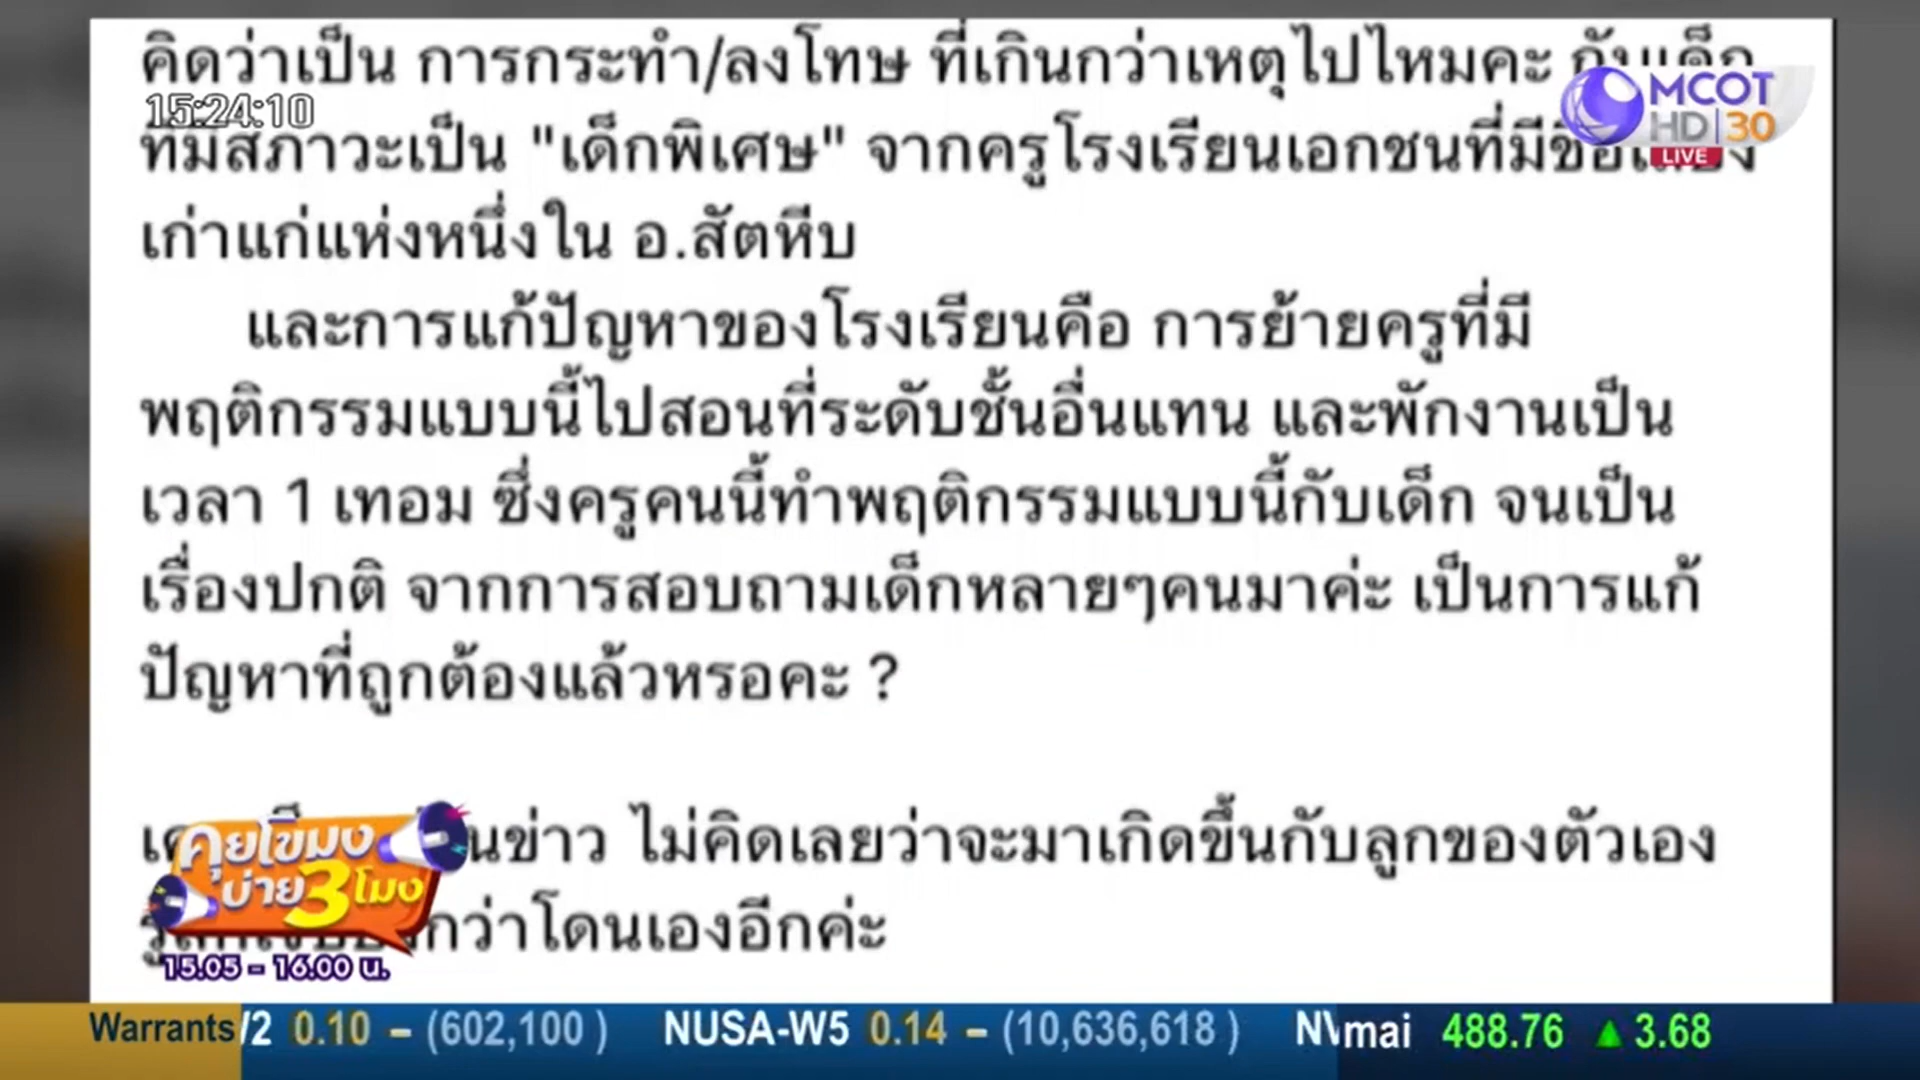 คิดว่าเป็น การกระทำ/ลงโทษ ที่เกินกว่าเหตุไปไหมคะ กับเด็ก
15:24:10
MCOT
HD 30
LIVE
ที่มีสภาวะเป็น "เด็กพิเศษ" จากครูโรงเรียนเอกชนที่มี
เก่าแก่แห่งหนึ่งใน อ.สัตหีบ
และการแก้ปัญหาของโรงเรียนคือ การย้ายครูที่มี
พฤติกรรมแบบนี้ไปสอนที่ระดับชั้นอื่นแทน และพักงานเป็น
เวลา 1 เทอม ซึ่งครูคนนี้ทำพฤติกรรมแบบนี้กับเด็ก จนเป็น
เรื่องปกติ จากการสอบถามเด็กหลายๆคนมาค่ะ เป็นการแก้
ปัญหาที่ถูกต้องแล้วหรอคะ ?
ข่าว ไม่คิดเลยว่าจะมาเกิดขึ้นกับลูกของตัวเอง
กว่าโดนเองอีกค่ะ
คุยโขมง
บ่าย3โมง
15.05 - 16.00 น.
Warrants /2 0.10 – (602,100 ) NUSA-W5 0.14 – (10,636,618 ) mai 488.76 ▲ 3.68